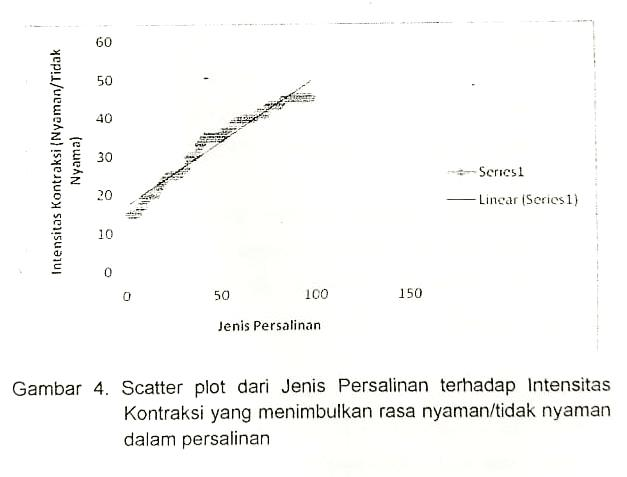 Intensitas Kontraksi (Nyaman/Tidak
Nyama)
60
50
40
30
20
10
0
0 50 100 150
Jenis Persalinan
Series1
Linear (Series1)
Gambar 4. Scatter plot dari Jenis Persalinan terhadap Intensitas
Kontraksi yang menimbulkan rasa nyaman/tidak nyaman
dalam persalinan